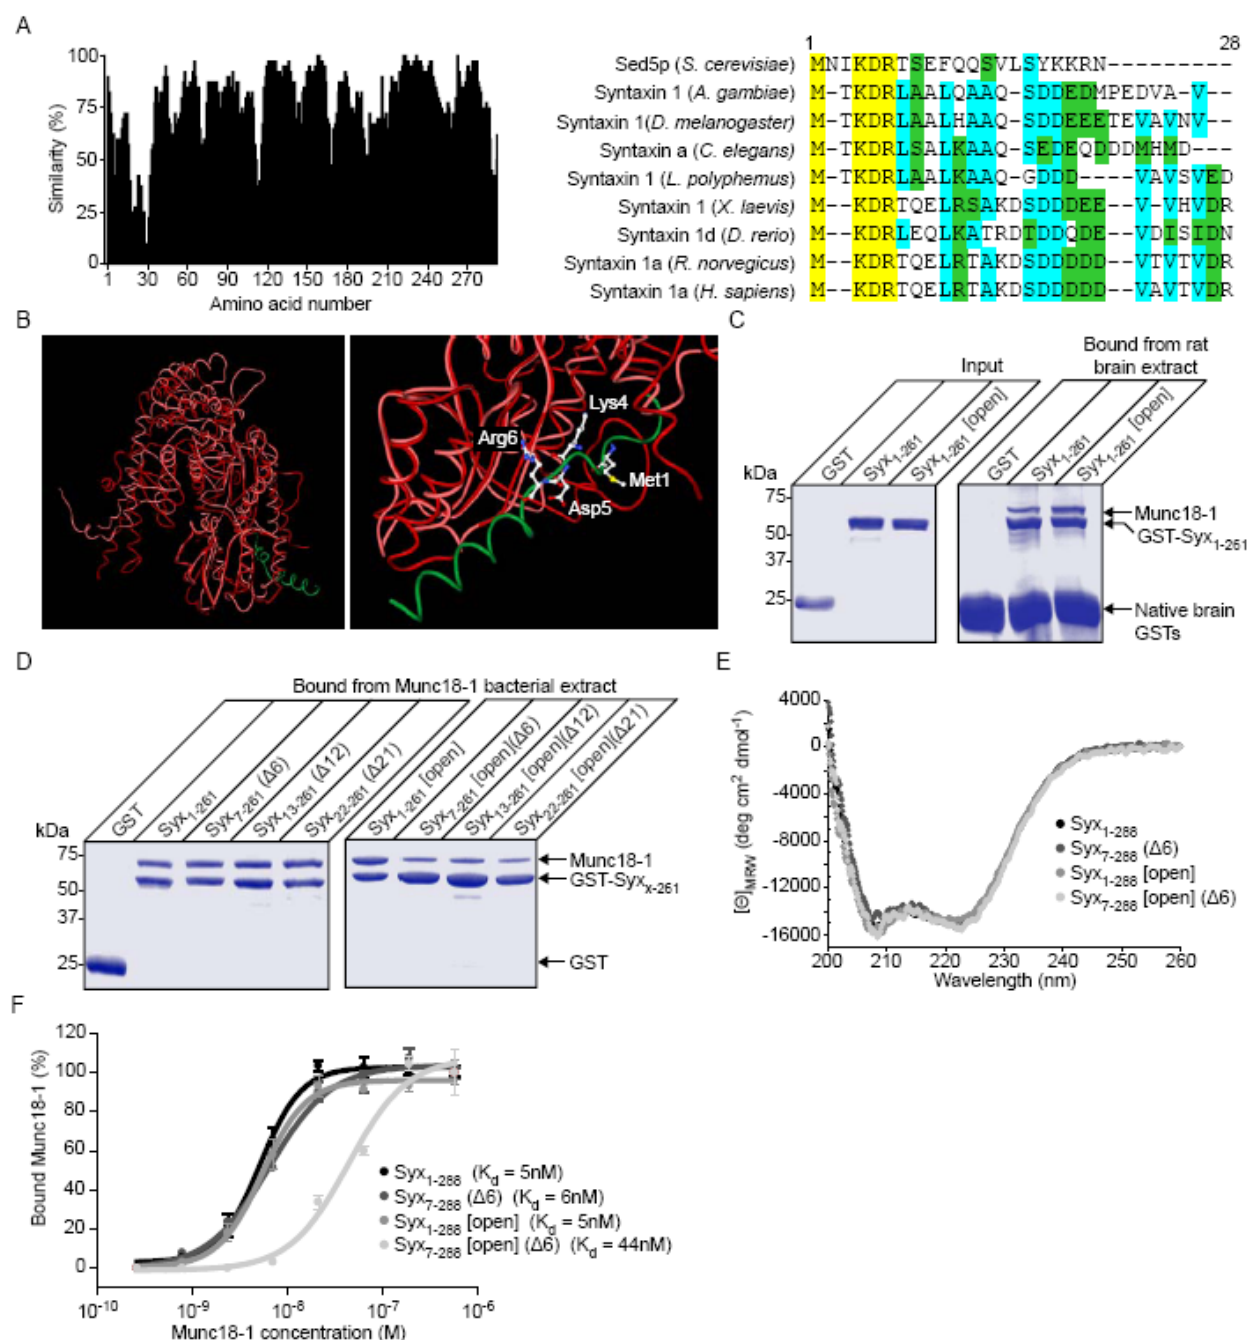 A
100
75
50
25
0
Similarity (%)
1 30 60 90 120 150 180 210 240 270
Amino acid number
1 28
Sed5p (S. cerevisiae) MNIKDRTSEFQQSVLSYKKRN---------
Syntaxin 1 (A. gambiae) M-TKDRLAALQAAQ-SDDEDMPEDVA-V--
Syntaxin 1(D. melanogaster) M-TKDRLAALHAAQ-SDDEEETEVAVNV--
Syntaxin a (C. elegans) M-TKDRLSALKAAQ-SEDEQDDDMHMD---
Syntaxin 1 (L. polyphemus) M-TKDRLAALKAAQ-GDDD----VAVSVED
Syntaxin 1 (X. laevis) M--KDRTQELRSAKDSDDDEE--V-VHVDR
Syntaxin 1d (D. rerio) M--KDRLEQLKATRDTDDQDE--VDISIDN
Syntaxin 1a (R. norvegicus) M--KDRTQELRTAKDSDDDDD--VTVTVDR
Syntaxin 1a (H. sapiens) M--KDRTQELRTAKDSDDDDD--VAVTVDR
B
Lys4
Arg6
Met1
Asp5
C
Input
Bound from rat
brain extract
GST
Syx1-261
Syx1-261 [open]
GST
Syx1-261
Syx1-261 [open]
kDa
75
50
37
25
Munc18-1
GST-Syx1-261
Native brain
GSTs
D
Bound from Munc18-1 bacterial extract
GST
Syx1-261
Syx7-261 (Δ6)
Syx13-261 (Δ12)
Syx22-261 (Δ21)
Syx1-261 [open]
Syx7-261 [open](Δ6)
Syx13-261 [open](Δ12)
Syx22-261 [open](Δ21)
kDa
75
50
37
25
Munc18-1
GST-Syxx-261
GST
E
4000
0
-4000
-8000
-12000
-16000
[Θ]MRW (deg cm2 dmol-1)
Syx1-288
Syx7-288 (Δ6)
Syx1-288 [open]
Syx7-288 [open] (Δ6)
200 210 220 230 240 250 260
Wavelength (nm)
F
120
100
80
60
40
20
0
Bound Munc18-1 (%)
Syx1-288 (Kd = 5nM)
Syx7-288 (Δ6) (Kd = 6nM)
Syx1-288 [open] (Kd = 5nM)
Syx7-288 [open] (Δ6) (Kd = 44nM)
10-10 10-9 10-8 10-7 10-6
Munc18-1 concentration (M)